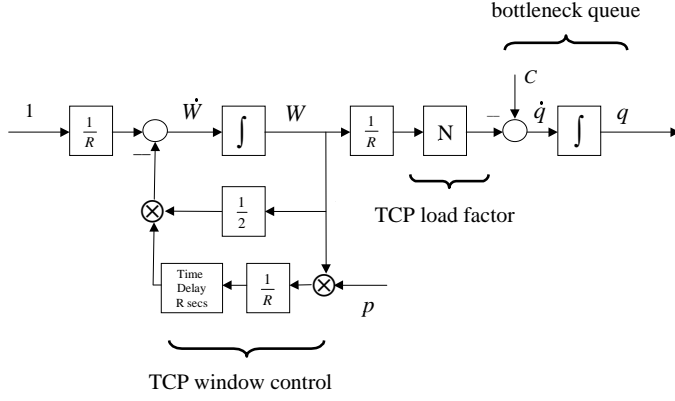 bottleneck queue
C
1
1/R
Ẇ
∫
W
1/R
N
−
q̇
∫
q
—
1/2
TCP load factor
Time
Delay
R secs
1/R
p
TCP window control